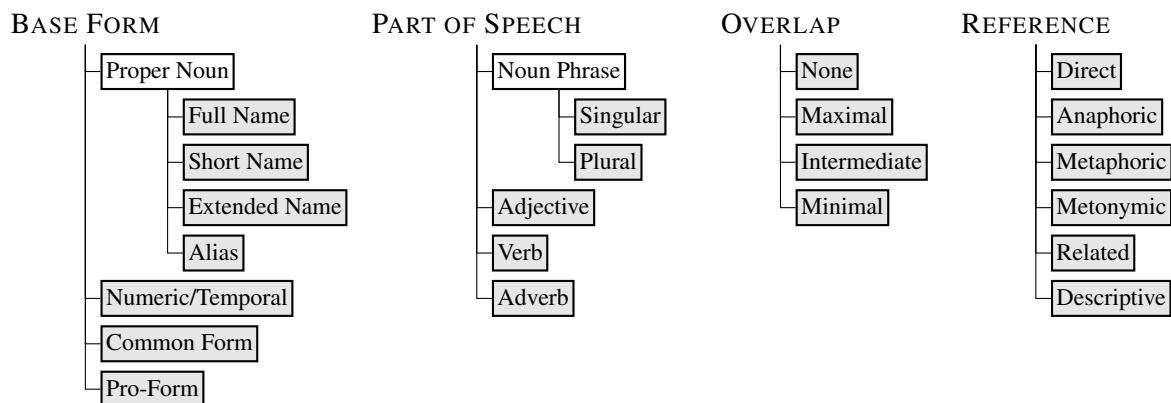 BASE FORM
Proper Noun
Full Name
Short Name
Extended Name
Alias
Numeric/Temporal
Common Form
Pro-Form
PART OF SPEECH
Noun Phrase
Singular
Plural
Adjective
Verb
Adverb
OVERLAP
None
Maximal
Intermediate
Minimal
REFERENCE
Direct
Anaphoric
Metaphoric
Metonymic
Related
Descriptive